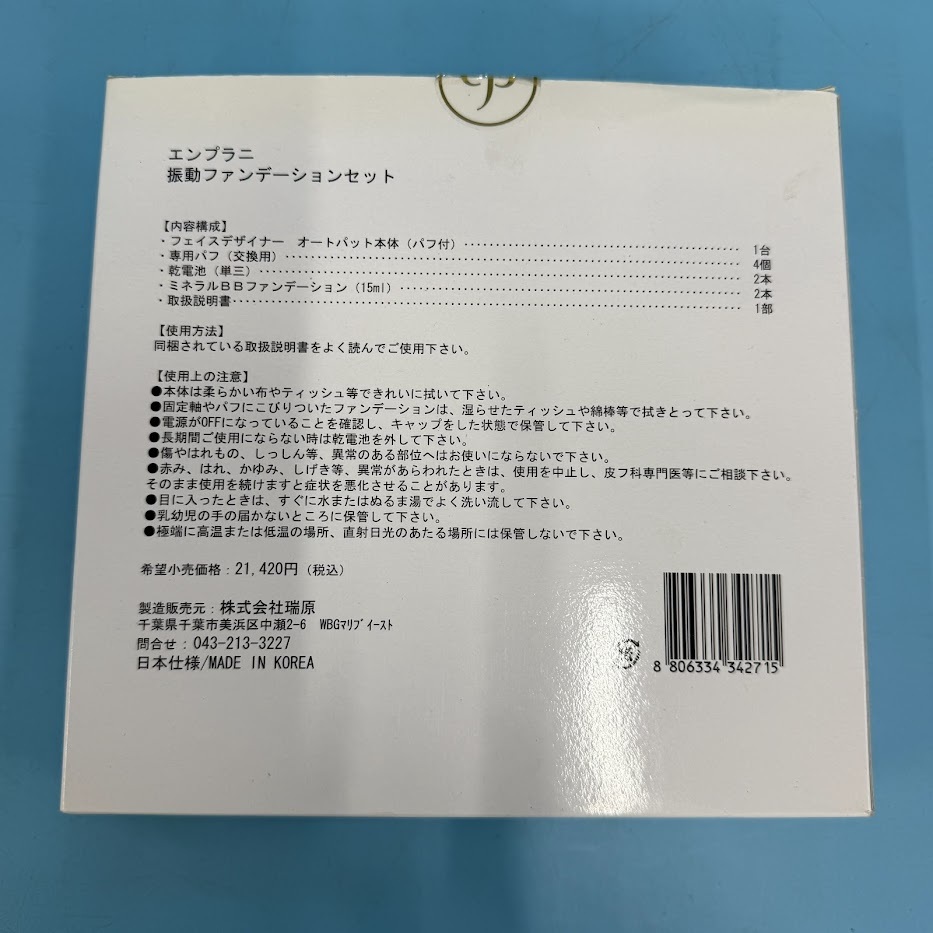 エンプラニ
振動ファンデーションセット
【内容構成】
・フェイスデザイナー　オートパット本体（パフ付）‥‥‥‥‥‥‥‥‥‥‥‥‥‥‥‥ 1台
・専用パフ（交換用）‥‥‥‥‥‥‥‥‥‥‥‥‥‥‥‥‥‥‥‥‥‥‥‥‥‥‥‥‥ 4個
・乾電池（単三）‥‥‥‥‥‥‥‥‥‥‥‥‥‥‥‥‥‥‥‥‥‥‥‥‥‥‥‥‥‥‥ 2本
・ミネラルＢＢファンデーション（15ml）‥‥‥‥‥‥‥‥‥‥‥‥‥‥‥‥‥‥‥‥ 2本
・取扱説明書‥‥‥‥‥‥‥‥‥‥‥‥‥‥‥‥‥‥‥‥‥‥‥‥‥‥‥‥‥‥‥‥‥ 1部
【使用方法】
同梱されている取扱説明書をよく読んでご使用下さい。
【使用上の注意】
●本体は柔らかい布やティッシュ等できれいに拭いて下さい。
●固定軸やパフにこびりついたファンデーションは、湿らせたティッシュや綿棒等で拭きとって下さい。
●電源がOFFになっていることを確認し、キャップをした状態で保管して下さい。
●長期間ご使用にならない時は乾電池を外して下さい。
●傷やはれもの、しっしん等、異常のある部位へはお使いにならないで下さい。
●赤み、はれ、かゆみ、しげき等、異常があらわれたときは、使用を中止し、皮フ科専門医等にご相談下さい。
そのまま使用を続けますと症状を悪化させることがあります。
●目に入ったときは、すぐに水またはぬるま湯でよく洗い流して下さい。
●乳幼児の手の届かないところに保管して下さい。
●極端に高温または低温の場所、直射日光のあたる場所には保管しないで下さい。
希望小売価格：21,420円（税込）
製造販売元：株式会社瑞原
千葉県千葉市美浜区中瀬2-6　WBGﾏﾘﾌﾞｲｰｽﾄ
問合せ：043-213-3227
日本仕様/MADE IN KOREA
8 806334 342715